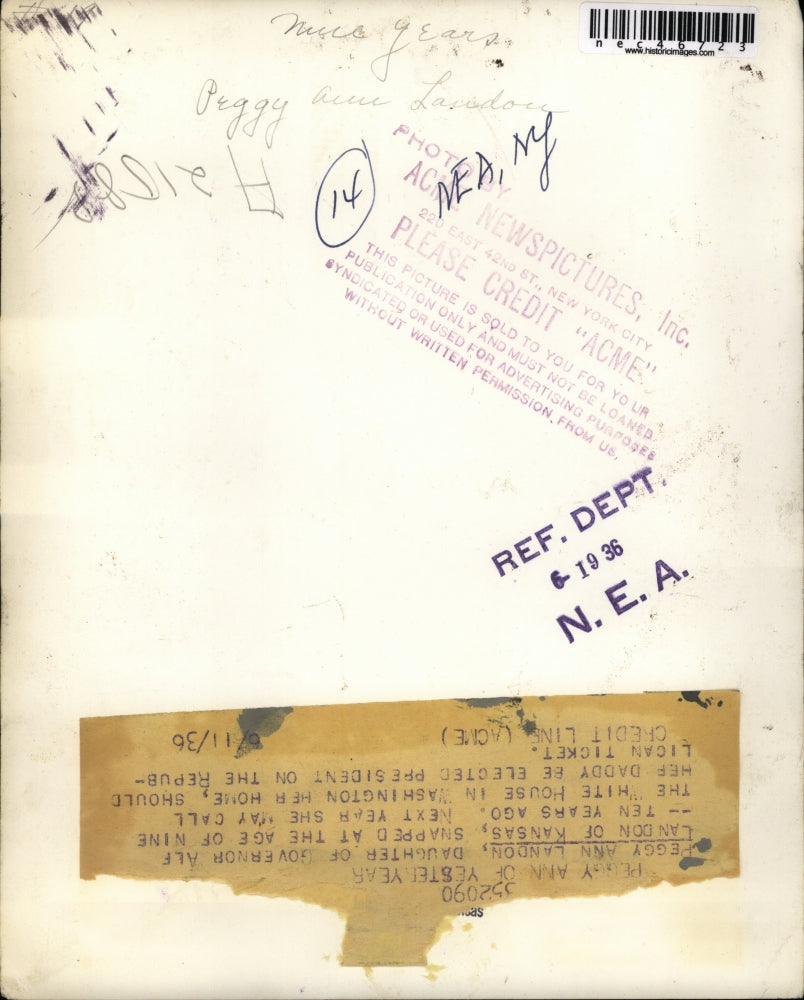 Nine years
Peggy Ann Landon
nec46723
www.historicimages.com
14
NEA, NY
PHOTO BY
ACME NEWSPICTURES, Inc.
220 EAST 42ND ST., NEW YORK CITY
PLEASE CREDIT "ACME"
THIS PICTURE IS SOLD TO YOU FOR YOUR
PUBLICATION ONLY AND MUST NOT BE LOANED
SYNDICATED OR USED FOR ADVERTISING PURPOSES
WITHOUT WRITTEN PERMISSION FROM US.
REF. DEPT.
6- 19 36
N. E. A.
352090
PEGGY ANN OF YESTERYEAR
PEGGY ANN LANDON, DAUGHTER OF GOVERNOR ALF
LANDON OF KANSAS, SNAPPED AT THE AGE OF NINE
-- TEN YEARS AGO. NEXT YEAR SHE MAY CALL
THE WHITE HOUSE IN WASHINGTON HER HOME, SHOULD
HER DADDY BE ELECTED PRESIDENT ON THE REPUB-
LICAN TICKET.
CREDIT LINE (ACME) 6/11/36